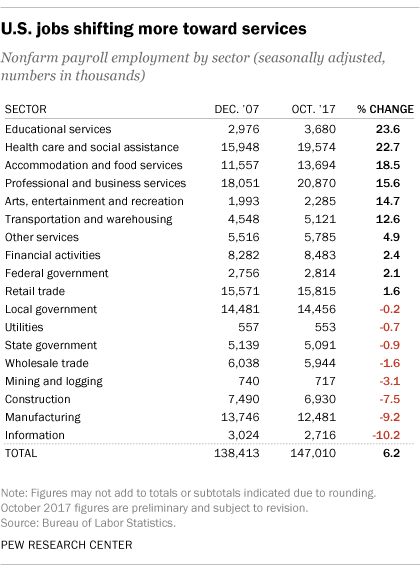 U.S. jobs shifting more toward services
Nonfarm payroll employment by sector (seasonally adjusted,
numbers in thousands)
SECTOR DEC. '07 OCT. '17 % CHANGE
Educational services 2,976 3,680 23.6
Health care and social assistance 15,948 19,574 22.7
Accommodation and food services 11,557 13,694 18.5
Professional and business services 18,051 20,870 15.6
Arts, entertainment and recreation 1,993 2,285 14.7
Transportation and warehousing 4,548 5,121 12.6
Other services 5,516 5,785 4.9
Financial activities 8,282 8,483 2.4
Federal government 2,756 2,814 2.1
Retail trade 15,571 15,815 1.6
Local government 14,481 14,456 -0.2
Utilities 557 553 -0.7
State government 5,139 5,091 -0.9
Wholesale trade 6,038 5,944 -1.6
Mining and logging 740 717 -3.1
Construction 7,490 6,930 -7.5
Manufacturing 13,746 12,481 -9.2
Information 3,024 2,716 -10.2
TOTAL 138,413 147,010 6.2
Note: Figures may not add to totals or subtotals indicated due to rounding.
October 2017 figures are preliminary and subject to revision.
Source: Bureau of Labor Statistics.
PEW RESEARCH CENTER